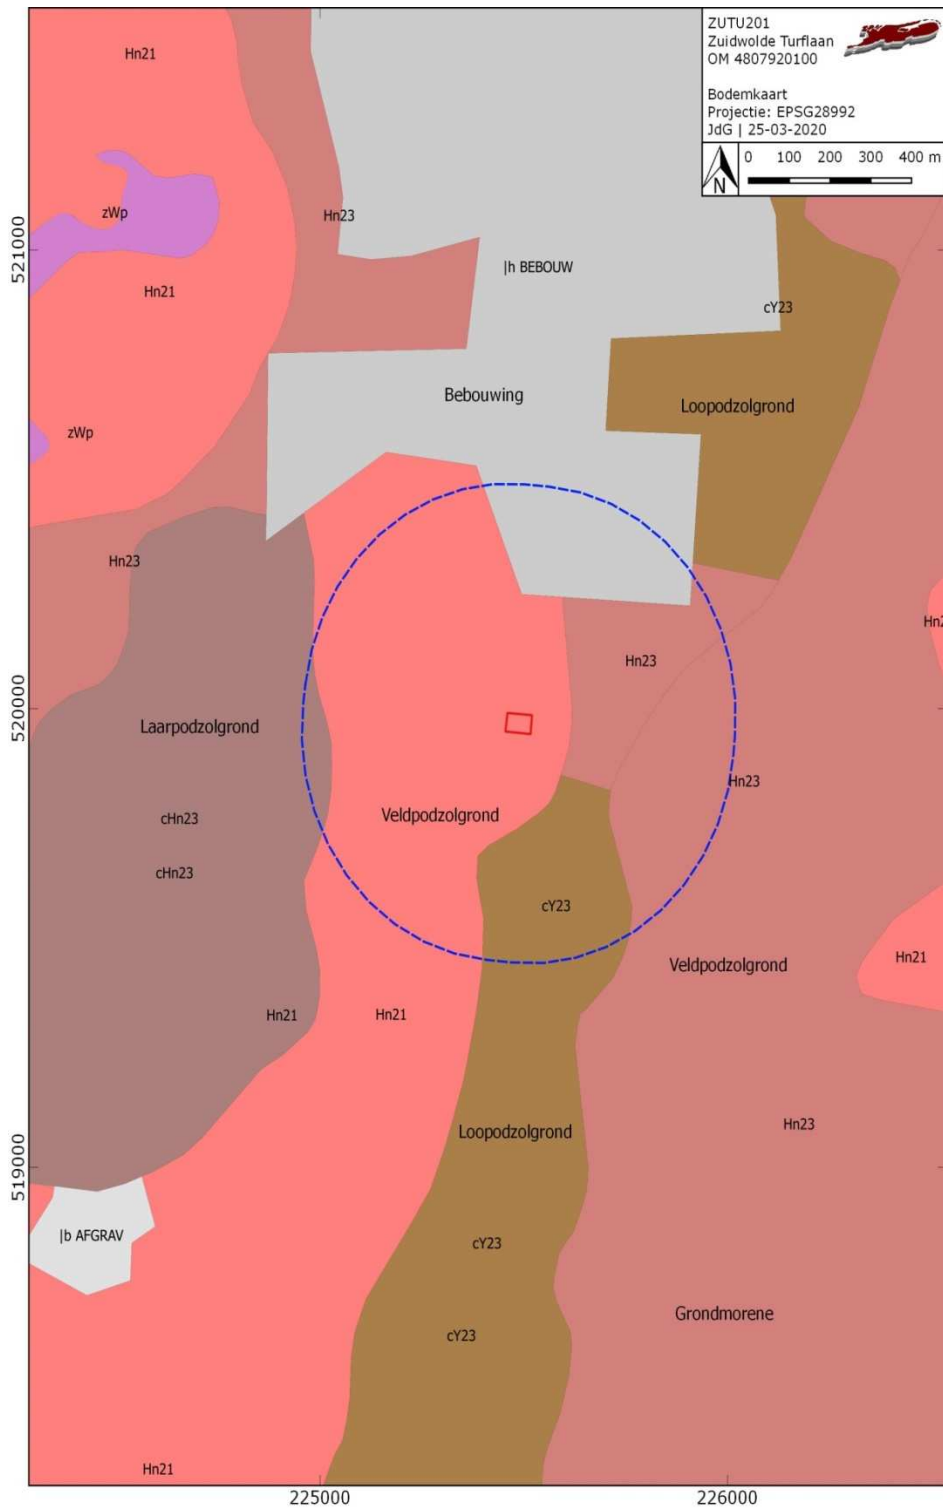 ZUTU201
Zuidwolde Turflaan
OM 4807920100
Bodemkaart
Projectie: EPSG28992
JdG | 25-03-2020
N
0 100 200 300 400 m
Hn21
zWp
Hn23
521000
|h BEBOUW
Hn21
cY23
Bebouwing
Loopodzolgrond
zWp
Hn23
Hn23
520000
Laarpodzolgrond
Hn23
Veldpodzolgrond
cHn23
cHn23
cY23
Veldpodzolgrond
Hn21
Hn21
Hn21
Loopodzolgrond
Hn23
519000
|b AFGRAV
cY23
Grondmorene
cY23
Hn21
225000
226000